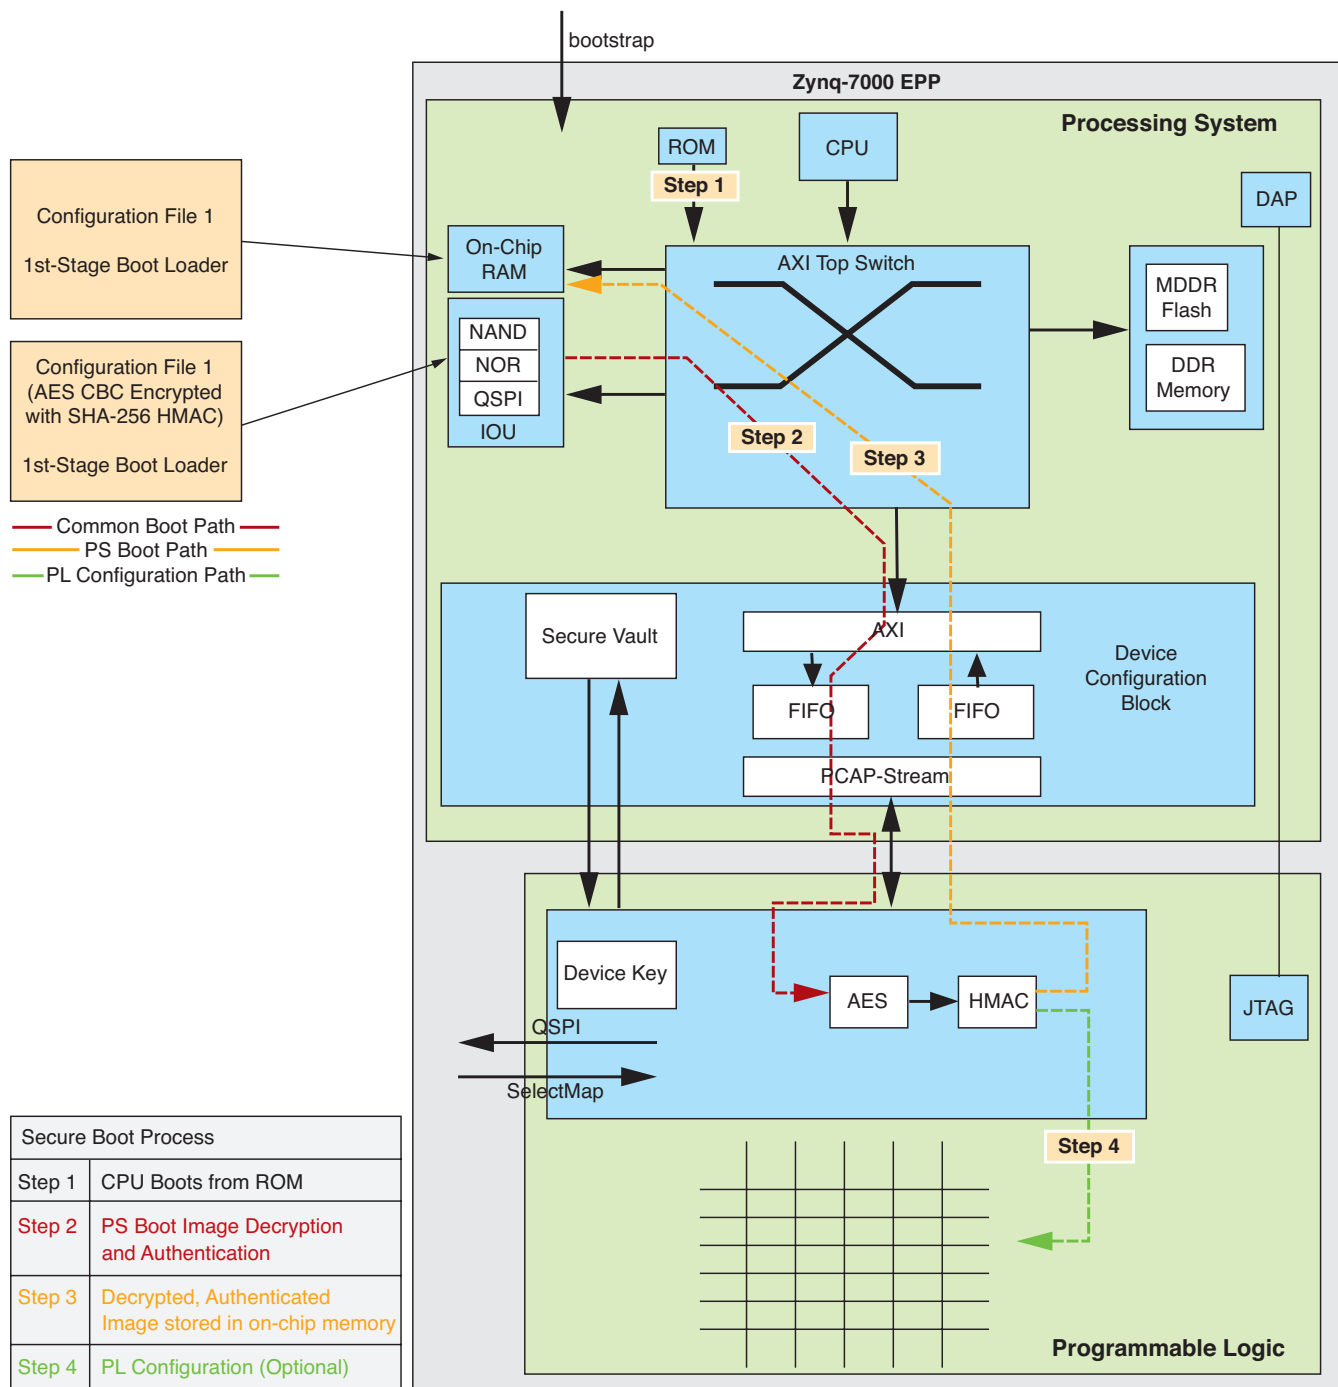 bootstrap
Zynq-7000 EPP
Processing System
ROM
CPU
Step 1
DAP
Configuration File 1
1st-Stage Boot Loader
On-Chip
RAM
AXI Top Switch
MDDR
Flash
DDR
Memory
NAND
NOR
QSPI
IOU
Configuration File 1
(AES CBC Encrypted
with SHA-256 HMAC)
1st-Stage Boot Loader
Step 2
Step 3
Common Boot Path
PS Boot Path
PL Configuration Path
Secure Vault
AXI
FIFO
FIFO
PCAP-Stream
Device
Configuration
Block
Device Key
AES
HMAC
JTAG
QSPI
SelectMap
Step 4
Programmable Logic
Secure Boot Process
Step 1 CPU Boots from ROM
Step 2 PS Boot Image Decryption
and Authentication
Step 3 Decrypted, Authenticated
Image stored in on-chip memory
Step 4 PL Configuration (Optional)